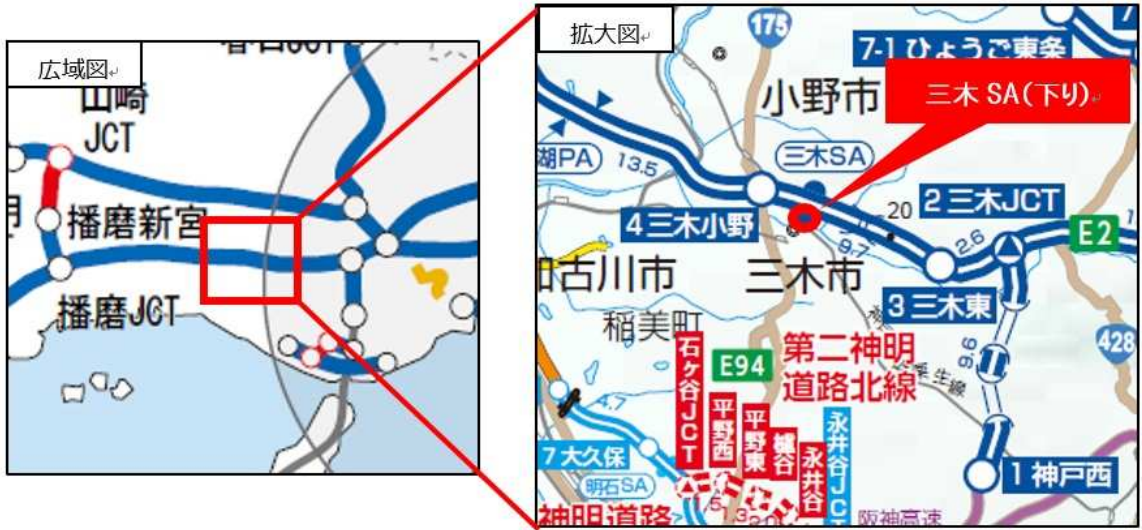 広域図
山崎
JCT
播磨新宮
播磨JCT
拡大図
175
7-1 ひょうご東条
小野市
三木 SA(下り)
湖PA
13.5
三木SA
4 三木小野
20
9.7
2 三木JCT
E2
2.6
古川市
三木市
3 三木東
稲美町
428
E94
第二神明
道路北線
9.6
粟生線
4.7
石ヶ谷JCT
平野西
平野東
櫨谷
永井谷
永井谷JCT
7 大久保
明石SA
1 神戸西
神明道路
阪神高速